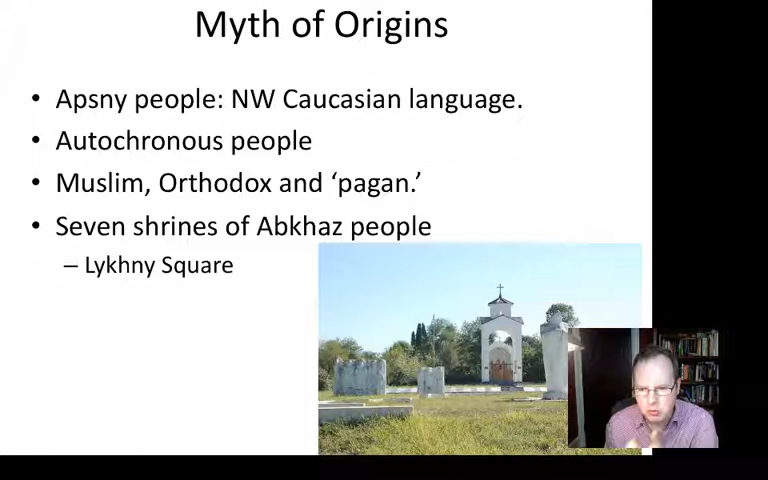 Myth of Origins
• Apsny people: NW Caucasian language.
• Autochronous people
• Muslim, Orthodox and ‘pagan.’
• Seven shrines of Abkhaz people
– Lykhny Square